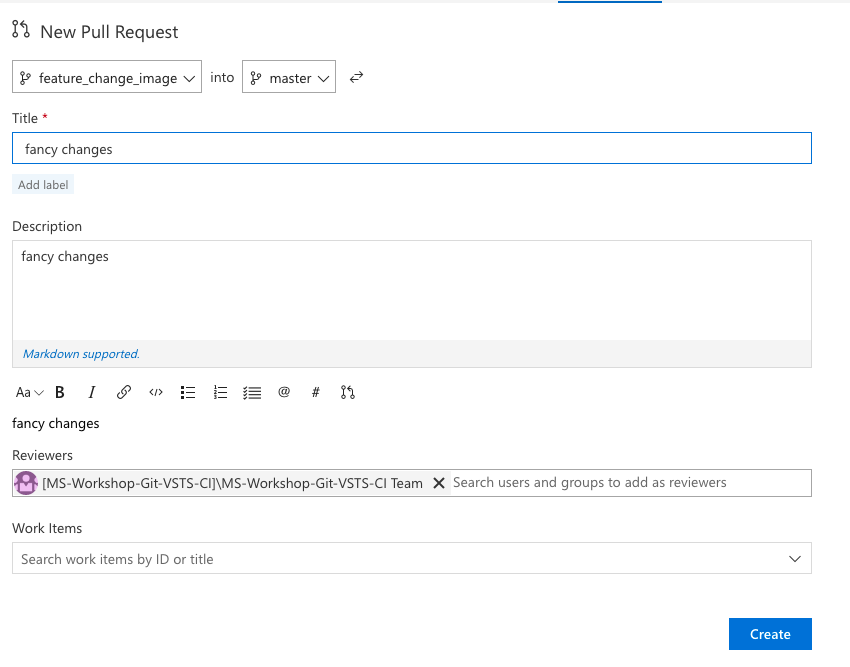 New Pull Request
feature_change_image into master
Title *
fancy changes
Add label
Description
fancy changes
Markdown supported.
Aa B I </> @ #
fancy changes
Reviewers
[MS-Workshop-Git-VSTS-CI]\MS-Workshop-Git-VSTS-CI Team Search users and groups to add as reviewers
Work Items
Search work items by ID or title
Create